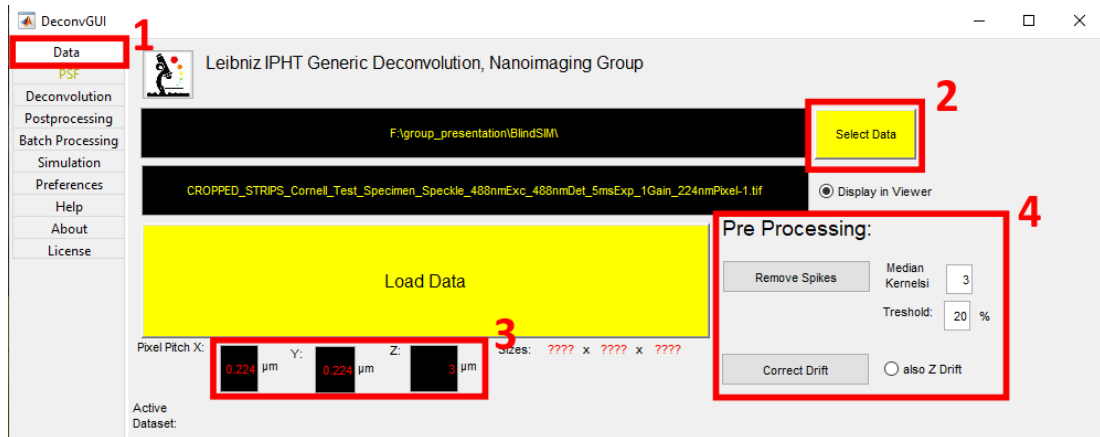 DeconvGUI
1
Data
PSF
Deconvolution
Postprocessing
Batch Processing
Simulation
Preferences
Help
About
License
Leibniz IPHT Generic Deconvolution, Nanoimaging Group
2
F:\group_presentation\BlindSIM\
Select Data
CROPPED_STRIPS_Cornell_Test_Specimen_Speckle_488nmExc_488nmDet_5msExp_1Gain_224nmPixel-1.tif
Display in Viewer
4
Load Data
Pre Processing:
Remove Spikes
Median
Kernelsi
3
Treshold:
20 %
Correct Drift
also Z Drift
3
Pixel Pitch X: 0.224 µm Y: 0.224 µm Z: 3 µm Sizes: ???? x ???? x ????
Active
Dataset: